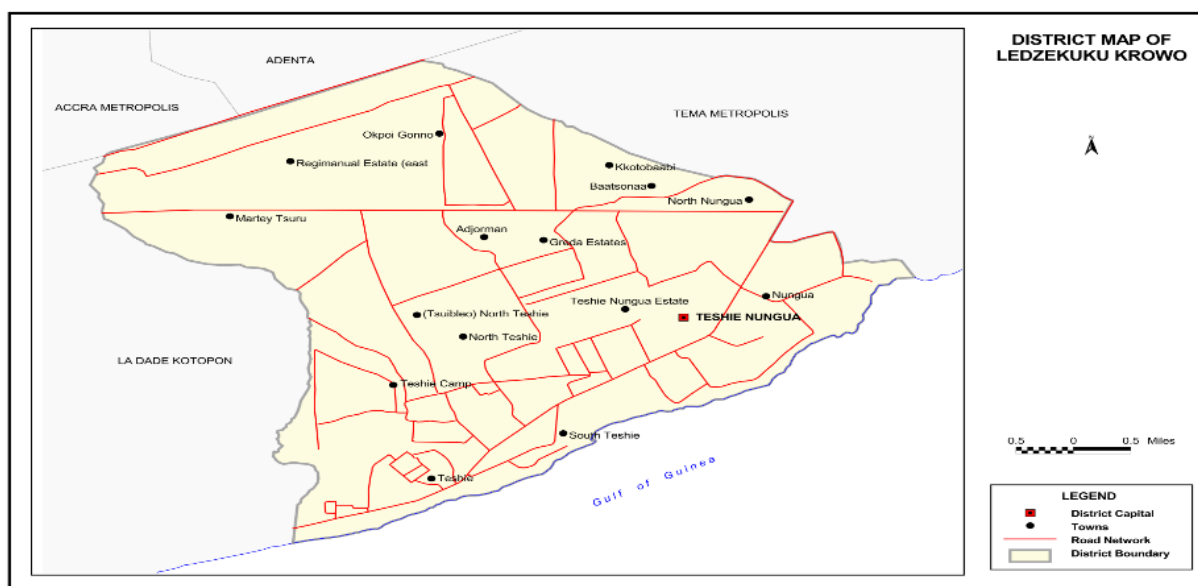 DISTRICT MAP OF
LEDZEKUKU KROWO
ADENTA
ACCRA METROPOLIS
TEMA METROPOLIS
Okpoi Gonno
Regimanual Estate (east
Kkotobaabi
Baatsonaa
North Nungua
Martey Tsuru
Adjorman
Greda Estates
Nungua
Teshie Nungua Estate
TESHIE NUNGUA
(Tsuibleo) North Teshie
North Teshie
LA DADE KOTOPON
Teshie Camp
South Teshie
Teshie
Gulf of Guinea
0.5 0 0.5 Miles
LEGEND
District Capital
Towns
Road Network
District Boundary